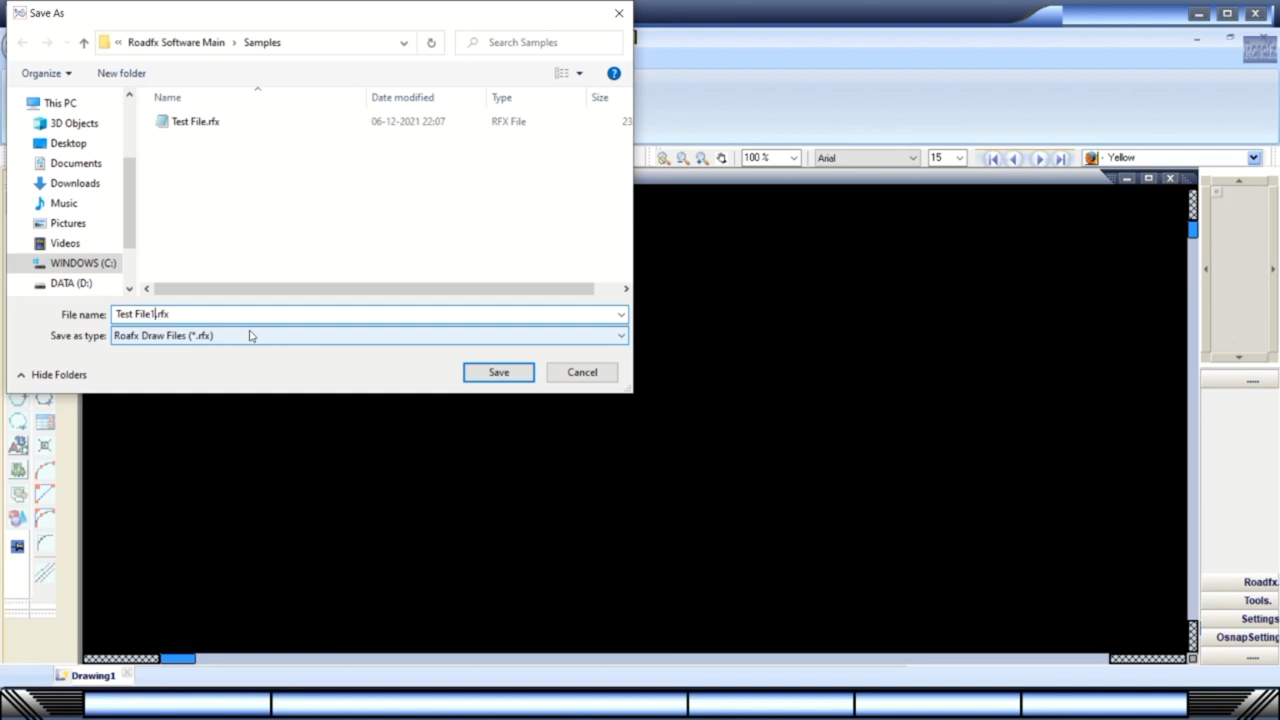 Save As
« Roadfx Software Main › Samples
Search Samples
Organize
New folder
?
This PC
3D Objects
Desktop
Documents
Downloads
Music
Pictures
Videos
WINDOWS (C:)
DATA (D:)
Name Date modified Type Size
Test File.rfx 06-12-2021 22:07 RFX File 23
File name: Test File1.rfx
Save as type: Roafx Draw Files (*.rfx)
Hide Folders
Save
Cancel
100 %
Arial
15
- Yellow
.....
Roadfx.
Tools.
Settings
OsnapSetting
.....
Drawing1